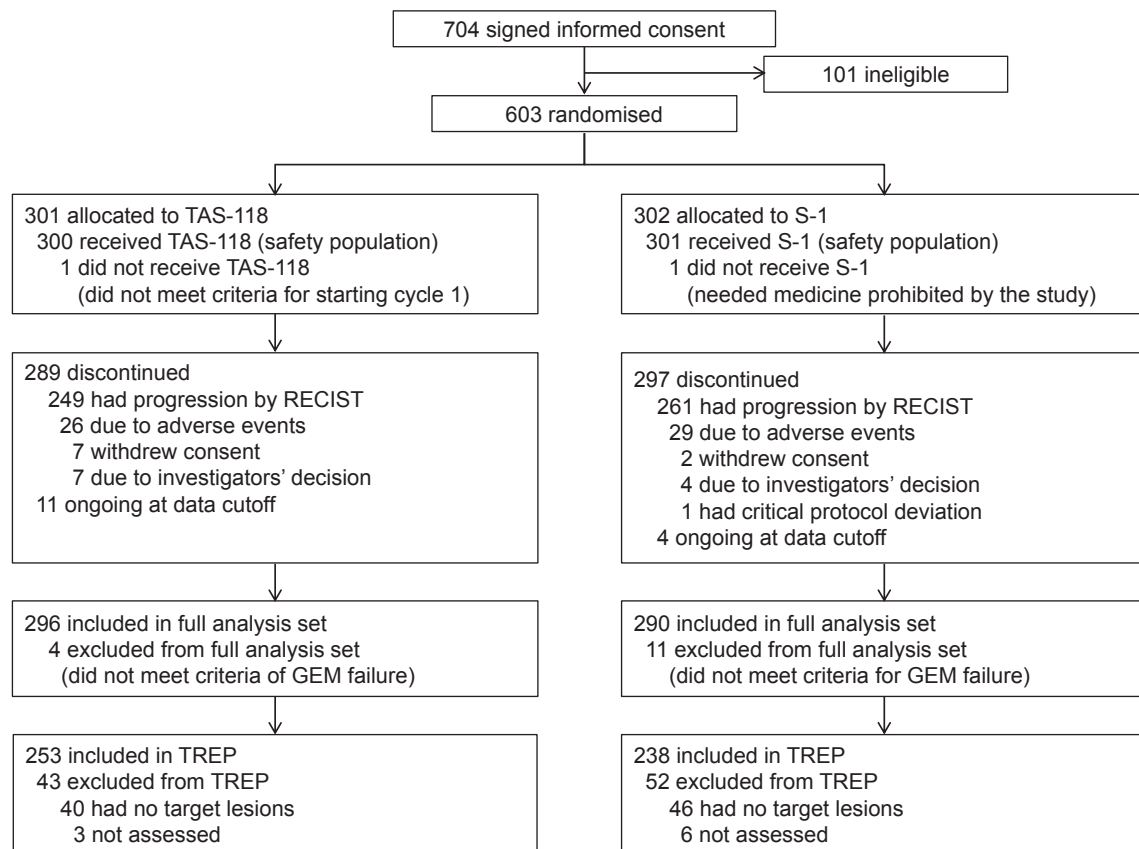 704 signed informed consent
101 ineligible
603 randomised
301 allocated to TAS-118
300 received TAS-118 (safety population)
1 did not receive TAS-118
(did not meet criteria for starting cycle 1)
302 allocated to S-1
301 received S-1 (safety population)
1 did not receive S-1
(needed medicine prohibited by the study)
289 discontinued
249 had progression by RECIST
26 due to adverse events
7 withdrew consent
7 due to investigators’ decision
11 ongoing at data cutoff
297 discontinued
261 had progression by RECIST
29 due to adverse events
2 withdrew consent
4 due to investigators’ decision
1 had critical protocol deviation
4 ongoing at data cutoff
296 included in full analysis set
4 excluded from full analysis set
(did not meet criteria of GEM failure)
290 included in full analysis set
11 excluded from full analysis set
(did not meet criteria for GEM failure)
253 included in TREP
43 excluded from TREP
40 had no target lesions
3 not assessed
238 included in TREP
52 excluded from TREP
46 had no target lesions
6 not assessed